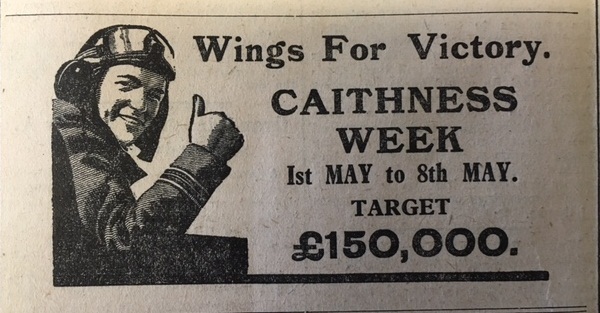 Wings For Victory.
CAITHNESS
WEEK
1st MAY to 8th MAY.
TARGET
£150,000.